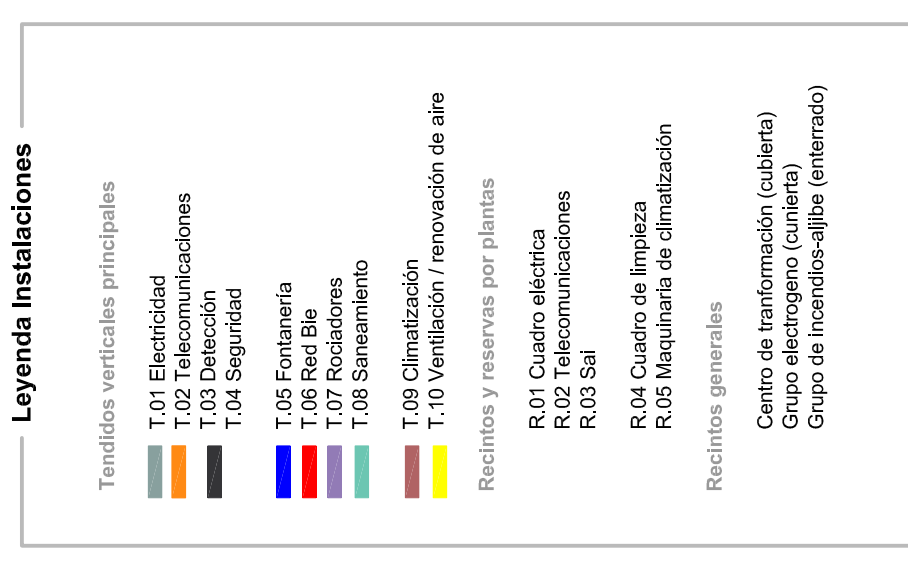 Leyenda Instalaciones
Tendidos verticales principales
T.01 Electricidad
T.02 Telecomunicaciones
T.03 Detección
T.04 Seguridad
T.05 Fontanería
T.06 Red Bie
T.07 Rociadores
T.08 Saneamiento
T.09 Climatización
T.10 Ventilación / renovación de aire
Recintos y reservas por plantas
R.01 Cuadro eléctrica
R.02 Telecomunicaciones
R.03 Sai
R.04 Cuadro de limpieza
R.05 Maquinaria de climatización
Recintos generales
Centro de tranformación (cubierta)
Grupo electrogeno (cunierta)
Grupo de incendios-aljibe (enterrado)